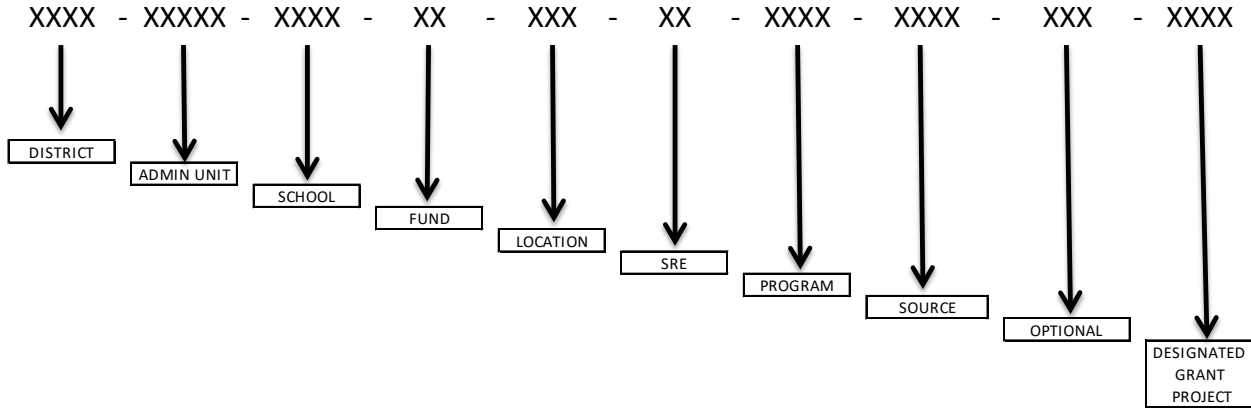 XXXX - XXXXX - XXXX - XX - XXX - XX - XXXX - XXXX - XXX - XXXX
DISTRICT
ADMIN UNIT
SCHOOL
FUND
LOCATION
SRE
PROGRAM
SOURCE
OPTIONAL
DESIGNATED
GRANT
PROJECT